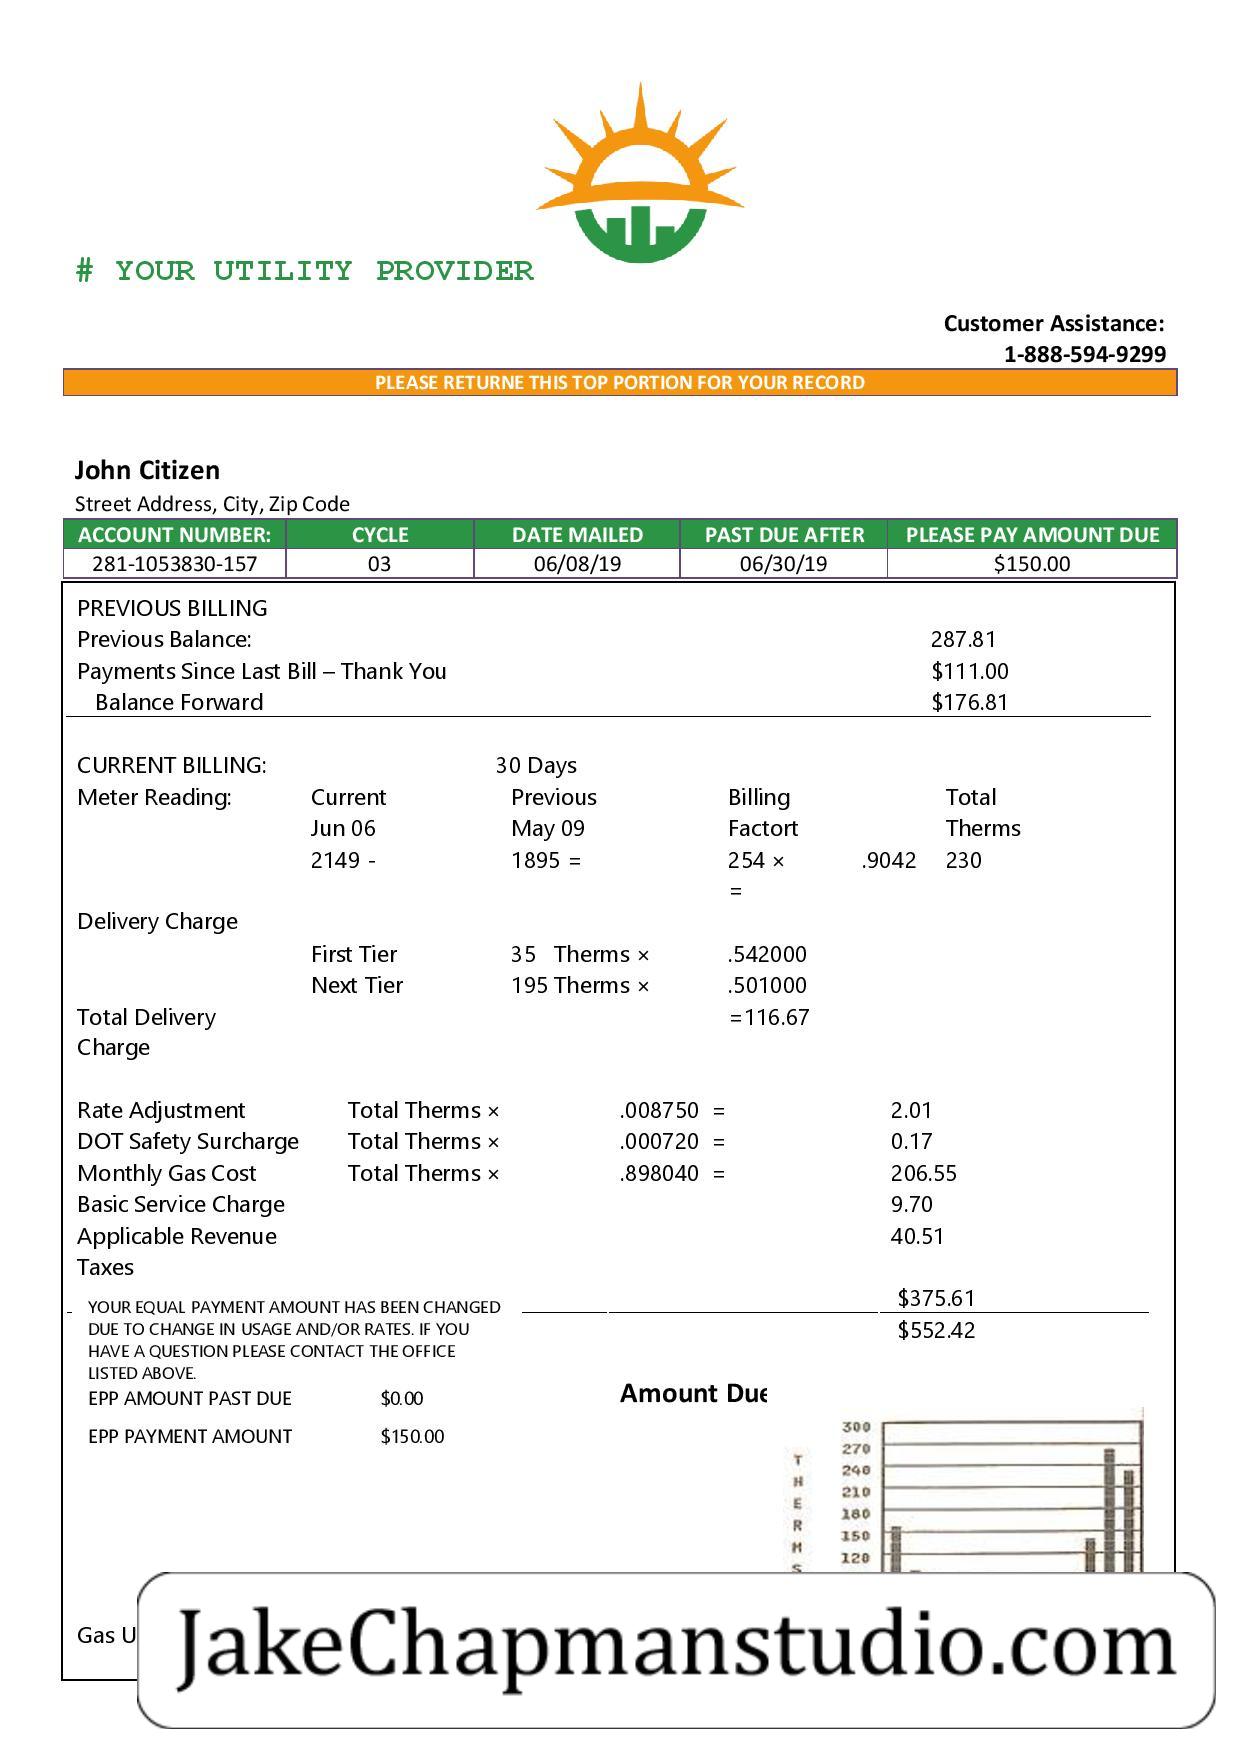 # YOUR UTILITY PROVIDER
Customer Assistance:
1-888-594-9299
PLEASE RETURNE THIS TOP PORTION FOR YOUR RECORD
John Citizen
Street Address, City, Zip Code
ACCOUNT NUMBER: CYCLE DATE MAILED PAST DUE AFTER PLEASE PAY AMOUNT DUE
281-1053830-157 03 06/08/19 06/30/19 $150.00
PREVIOUS BILLING
Previous Balance: 287.81
Payments Since Last Bill – Thank You $111.00
Balance Forward $176.81
CURRENT BILLING: 30 Days
Meter Reading: Current Previous Billing Total
Jun 06 May 09 Factort Therms
2149 - 1895 = 254 × .9042 230
=
Delivery Charge
First Tier 35 Therms × .542000
Next Tier 195 Therms × .501000
Total Delivery =116.67
Charge
Rate Adjustment Total Therms × .008750 = 2.01
DOT Safety Surcharge Total Therms × .000720 = 0.17
Monthly Gas Cost Total Therms × .898040 = 206.55
Basic Service Charge 9.70
Applicable Revenue 40.51
Taxes
$375.61
YOUR EQUAL PAYMENT AMOUNT HAS BEEN CHANGED
DUE TO CHANGE IN USAGE AND/OR RATES. IF YOU $552.42
HAVE A QUESTION PLEASE CONTACT THE OFFICE
LISTED ABOVE.
EPP AMOUNT PAST DUE $0.00 Amount Due
EPP PAYMENT AMOUNT $150.00
THERMS
300
270
240
210
180
150
120
Gas U
JakeChapmanstudio.com